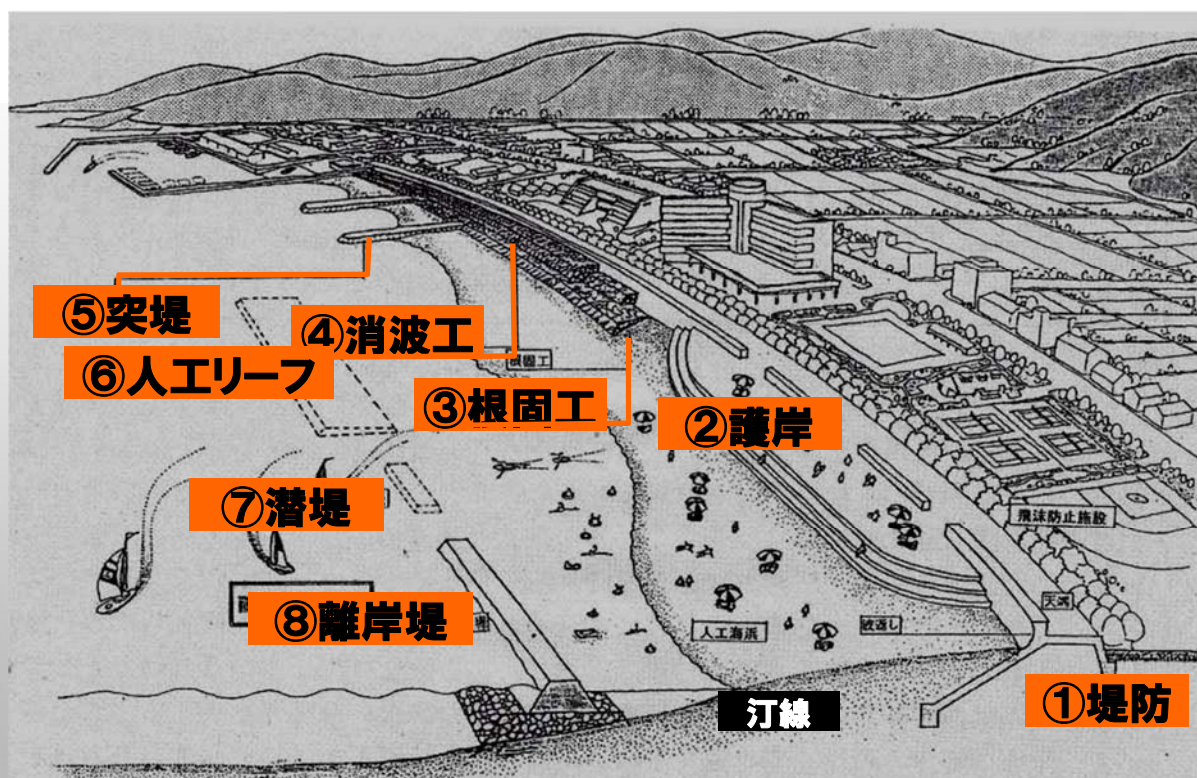 ⑤突堤
④消波工
⑥人工リーフ
根固工
③根固工
②護岸
⑦潜堤
飛沫防止施設
⑧離岸堤
天端
人工海浜
波返し
①堤防
汀線